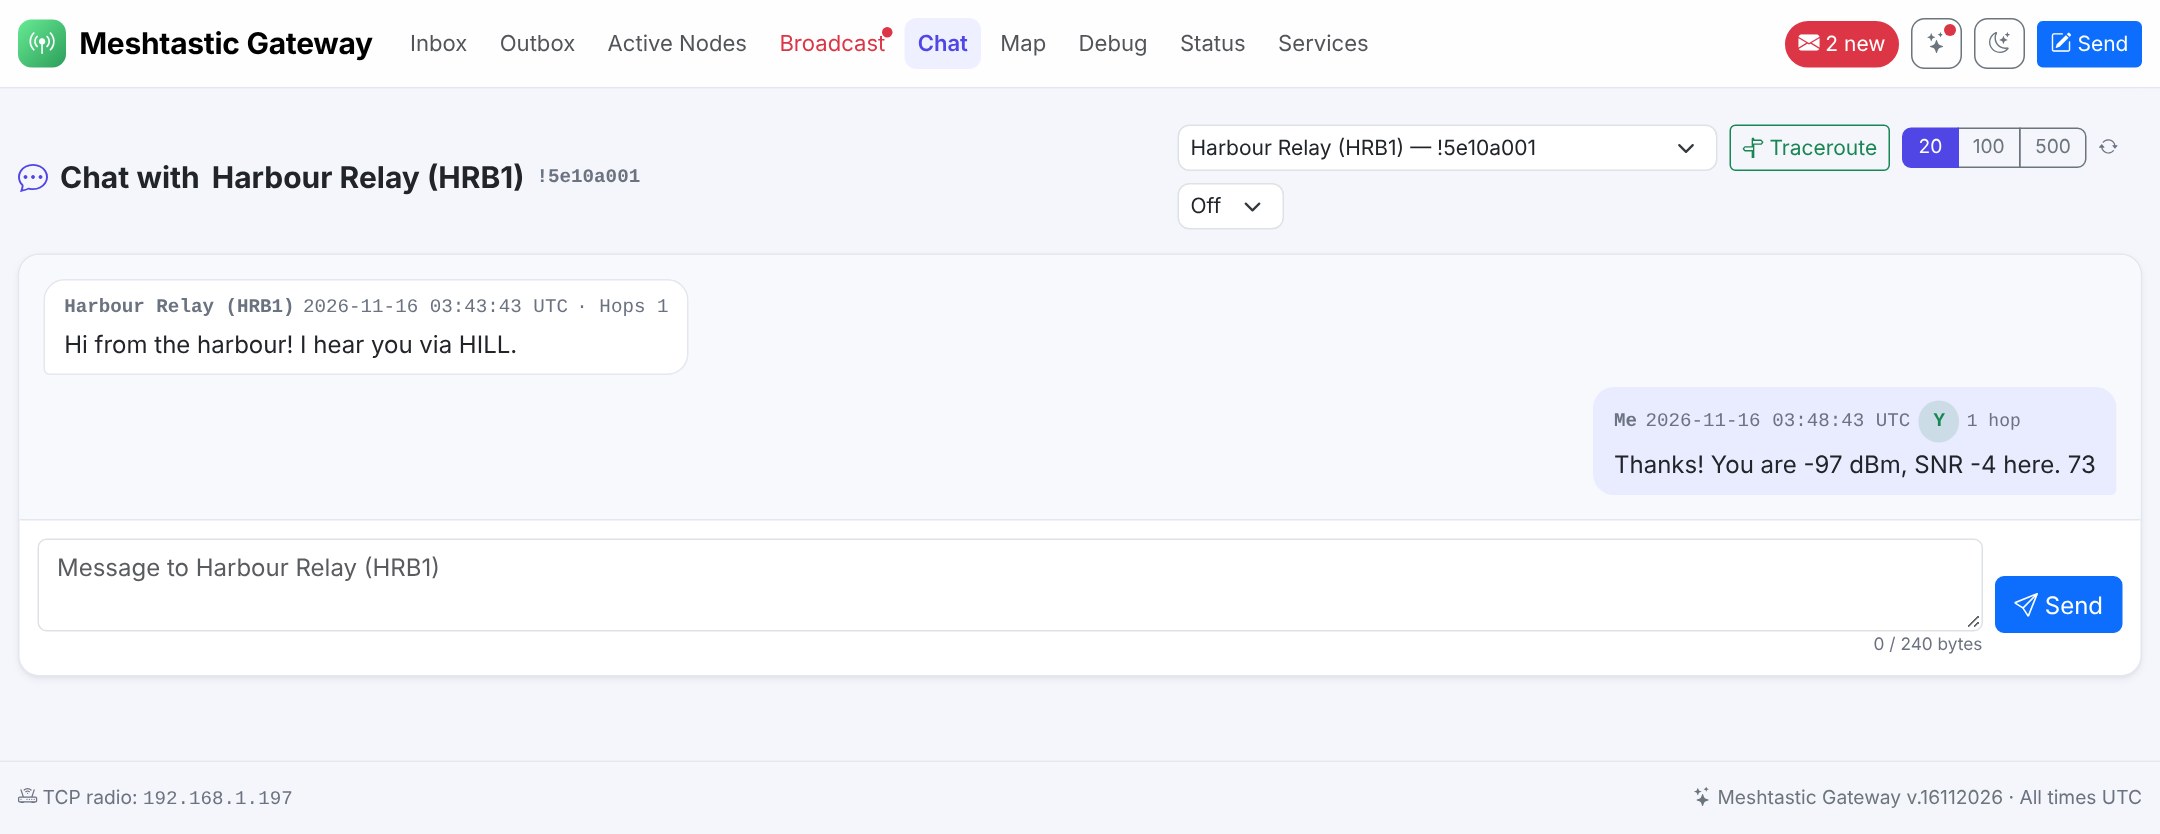 Meshtastic Gateway Inbox Outbox Active Nodes Broadcast Chat Map Debug Status Services 2 new Send
Harbour Relay (HRB1) — !5e10a001 Traceroute 20 100 500
Chat with Harbour Relay (HRB1) !5e10a001
Off
Harbour Relay (HRB1) 2026-11-16 03:43:43 UTC · Hops 1
Hi from the harbour! I hear you via HILL.
Me 2026-11-16 03:48:43 UTC Y 1 hop
Thanks! You are -97 dBm, SNR -4 here. 73
Message to Harbour Relay (HRB1)
Send
0 / 240 bytes
TCP radio: 192.168.1.197 Meshtastic Gateway v.16112026 · All times UTC